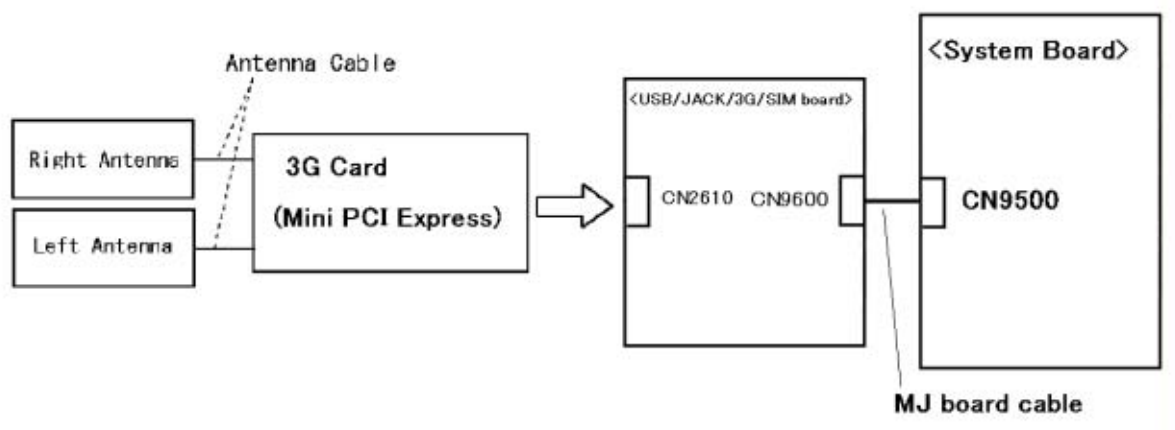 Antenna Cable
Right Antenna
Left Antenna
3G Card
(Mini PCI Express)
<USB/JACK/3G/SIM board>
CN2610 CN9600
<System Board>
CN9500
MJ board cable